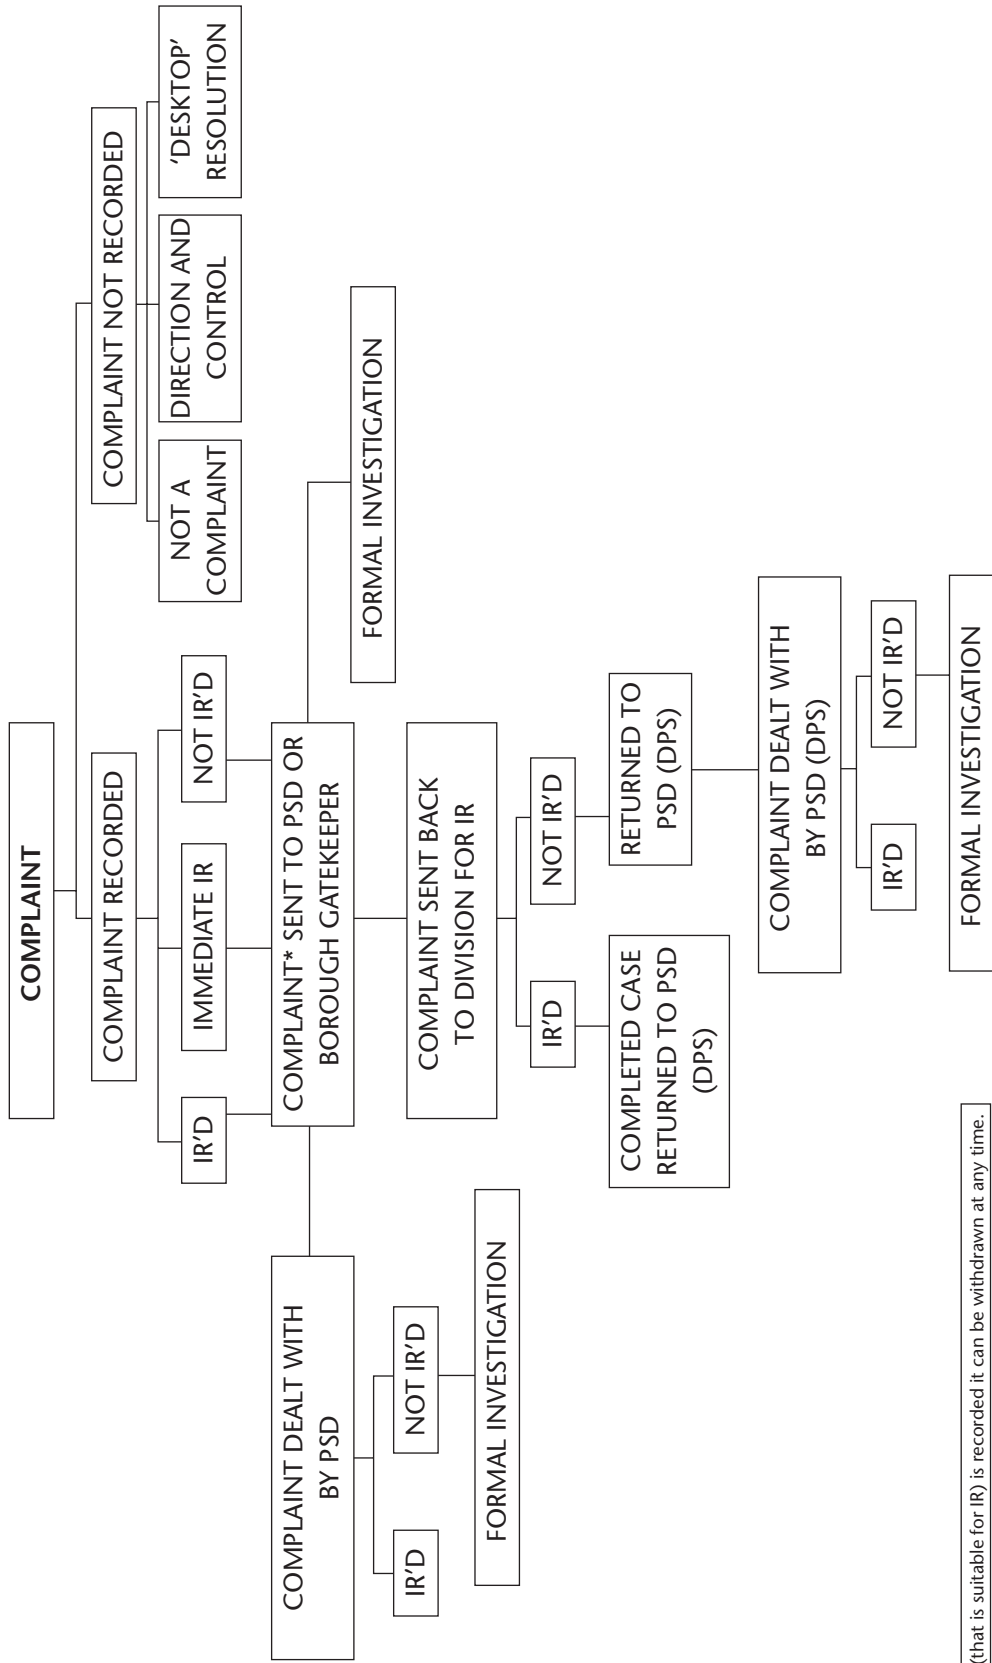 COMPLAINT
COMPLAINT RECORDED
COMPLAINT NOT RECORDED
IR'D
IMMEDIATE IR
NOT IR'D
NOT A
COMPLAINT
DIRECTION AND
CONTROL
'DESKTOP'
RESOLUTION
COMPLAINT DEALT WITH
BY PSD
COMPLAINT* SENT TO PSD OR
BOROUGH GATEKEEPER
FORMAL INVESTIGATION
IR'D
NOT IR'D
FORMAL INVESTIGATION
COMPLAINT SENT BACK
TO DIVISION FOR IR
IR'D
NOT IR'D
COMPLETED CASE
RETURNED TO PSD
(DPS)
RETURNED TO
PSD (DPS)
COMPLAINT DEALT WITH
BY PSD (DPS)
IR'D
NOT IR'D
FORMAL INVESTIGATION
(that is suitable for IR) is recorded it can be withdrawn at any time.